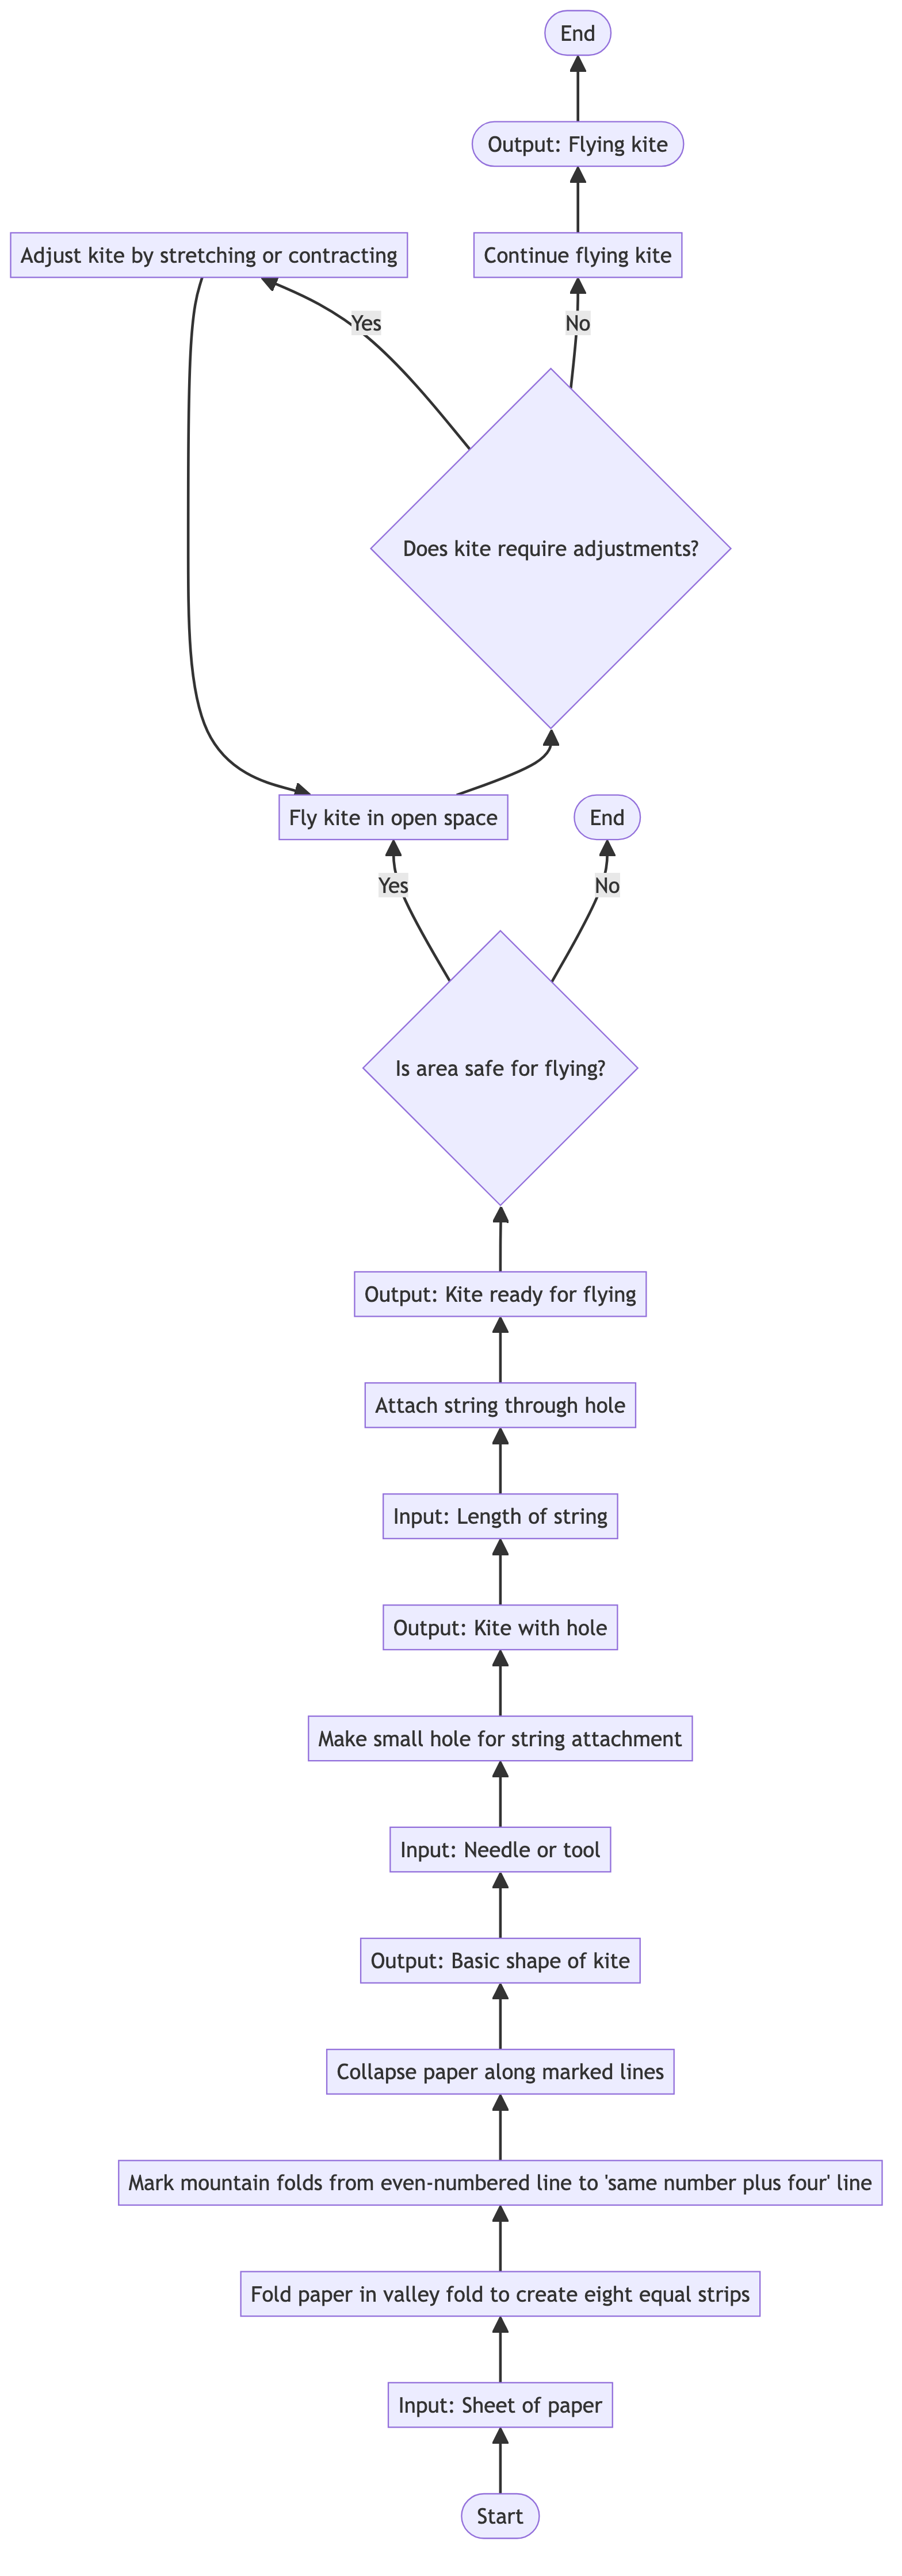 End
Output: Flying kite
Adjust kite by stretching or contracting
Continue flying kite
Yes
No
Does kite require adjustments?
Fly kite in open space
End
Yes
No
Is area safe for flying?
Output: Kite ready for flying
Attach string through hole
Input: Length of string
Output: Kite with hole
Make small hole for string attachment
Input: Needle or tool
Output: Basic shape of kite
Collapse paper along marked lines
Mark mountain folds from even-numbered line to 'same number plus four' line
Fold paper in valley fold to create eight equal strips
Input: Sheet of paper
Start